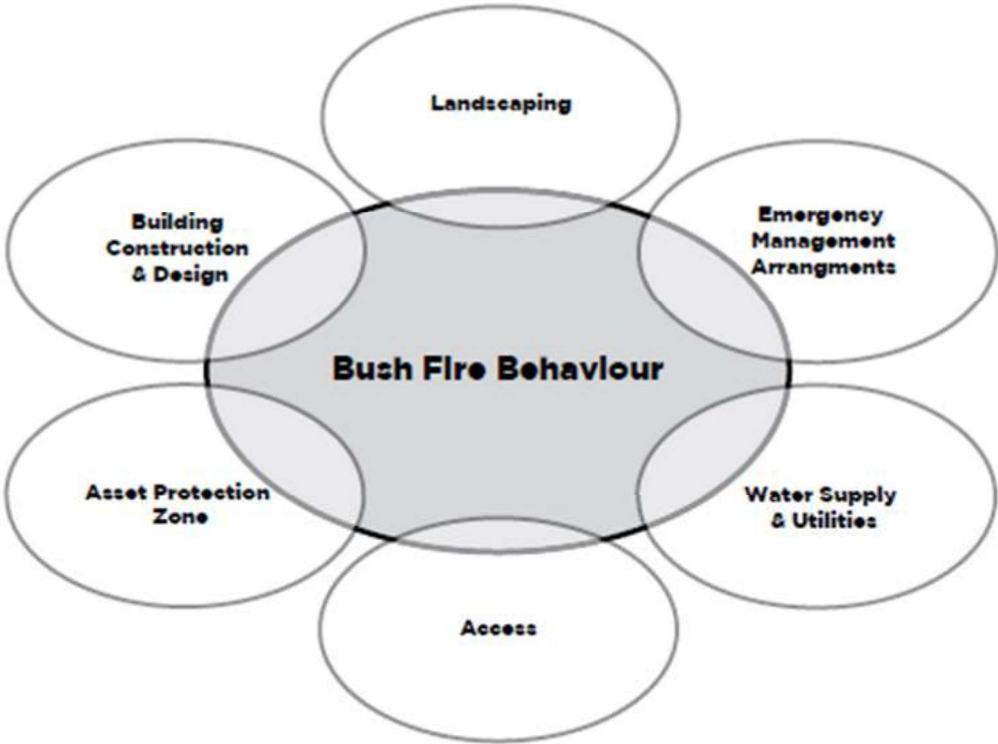 Landscaping
Building
Construction
& Design
Emergency
Management
Arrangments
Bush Fire Behaviour
Asset Protection
Zone
Water Supply
& Utilities
Access